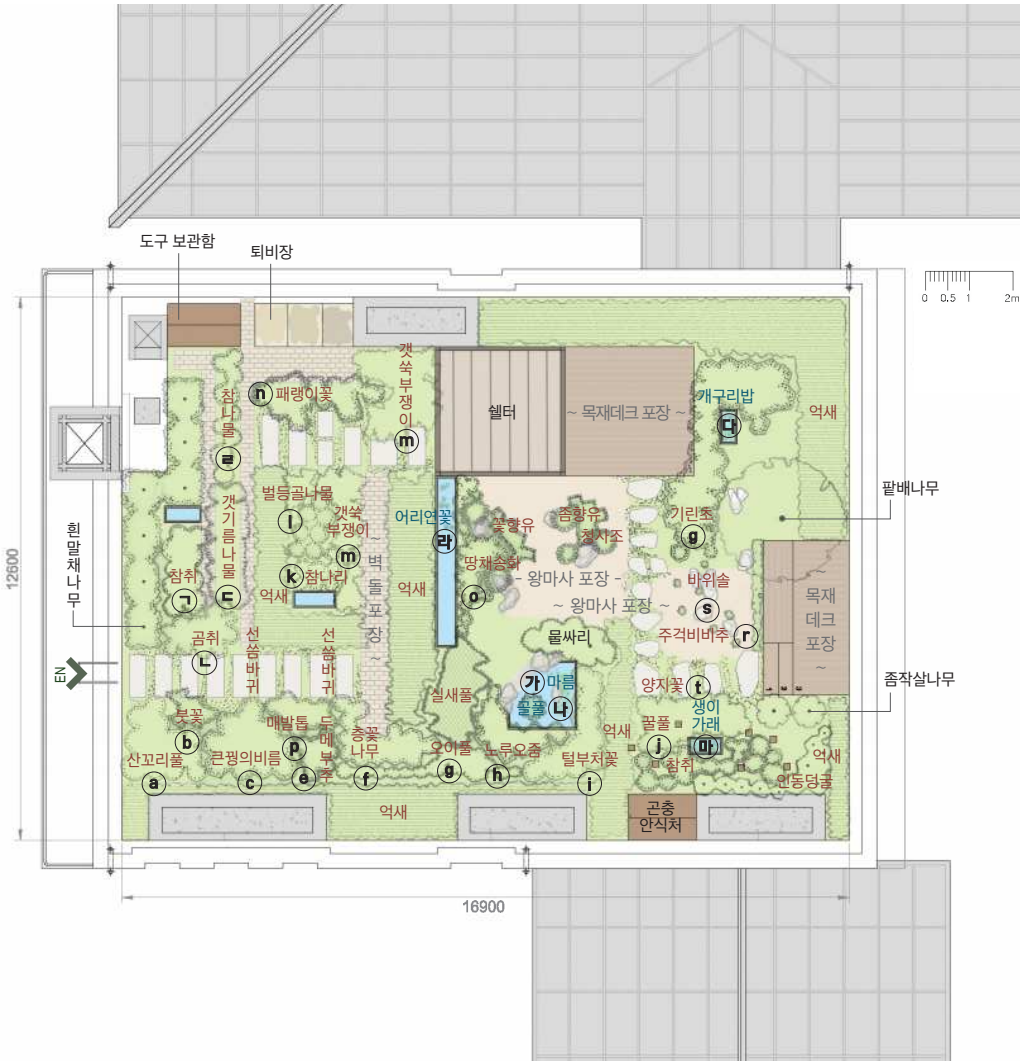 도구 보관함
퇴비장
0 0.5 1 2m
갯쑥부쟁이
m
참나물
ㄹ
n 패랭이꽃
쉘터
~ 목재데크 포장 ~
개구리밥
다
억새
팥배나무
벌등골나물
l
갯쑥
부쟁이
m
어리연꽃
라
꽃향유
좀향유
청사조
기린초
g
12600
흰말채나무
갯기름나물
ㄷ
참취
ㄱ
k 참나리
억새
~ 벽돌포장 ~
억새
땅채송화
o
- 왕마사 포장 -
~ 왕마사 포장 ~
바위솔
s
주걱비비추 r
목재
데크
포장
~
곰취
ㄴ
선씀바귀
선씀바귀
물싸리
EN
가 마름
물풀 나
실새풀
양지꽃 t
1
2
3
좀작살나무
붓꽃
b
매발톱
p
두메부추
e
층꽃
나무
f
오이풀
g
노루오줌
h
억새
꿀풀
j
생이
가래
마
참취
억새
인동덩굴
산꼬리풀
a
큰꿩의비름
c
털부처꽃
i
억새
곤충
안식처
16900